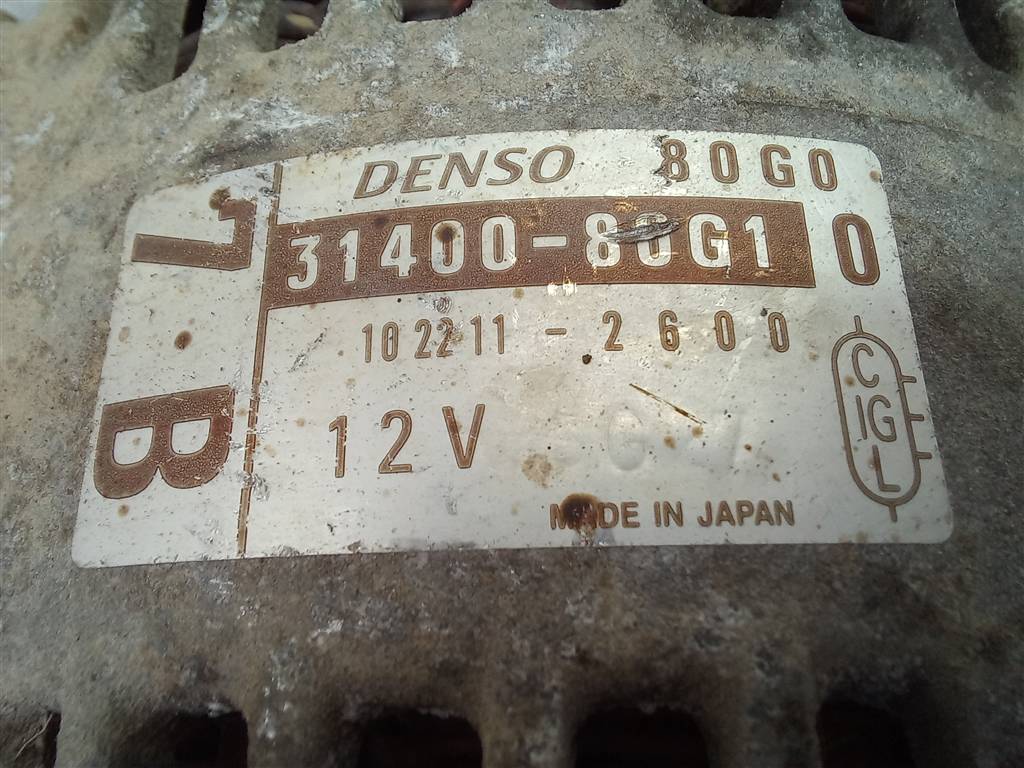 DENSO 80G0
31400-80G1 0
102211-2600
12V
MADE IN JAPAN
B
C
IG
L